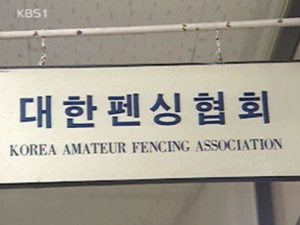 KBS1
대한펜싱협회
KOREA AMATEUR FENCING ASSOCIATION